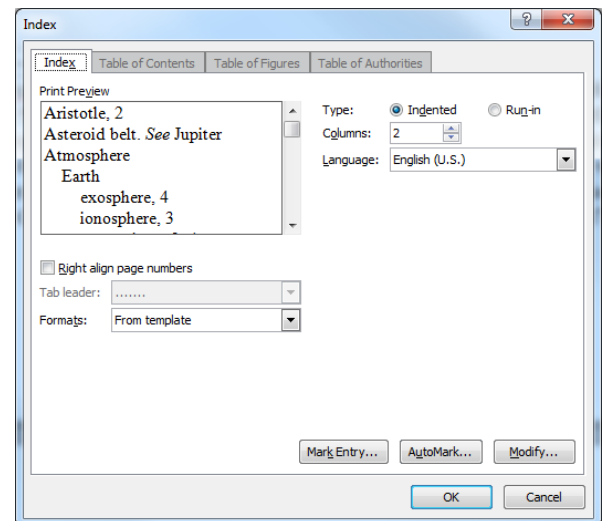 Index
Index Table of Contents Table of Figures Table of Authorities
Print Preview
Aristotle, 2
Asteroid belt. See Jupiter
Atmosphere
Earth
exosphere, 4
ionosphere, 3
Type: Indented Run-in
Columns: 2
Language: English (U.S.)
Right align page numbers
Tab leader: .......
Formats: From template
Mark Entry... AutoMark... Modify...
OK Cancel